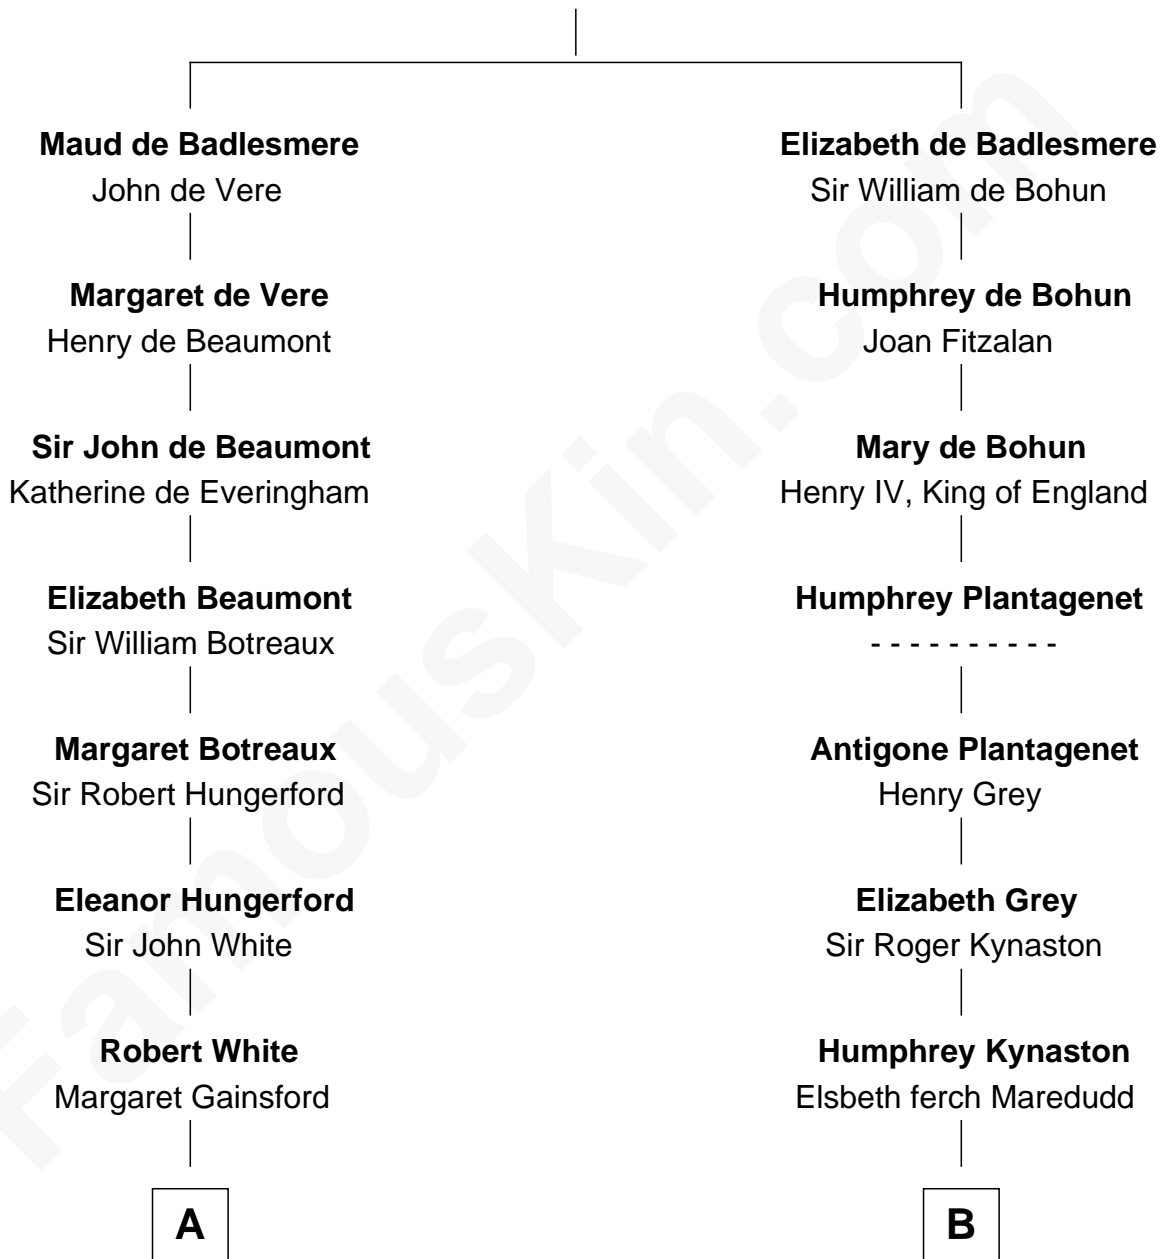 Maud de Badlesmere
John de Vere
Margaret de Vere
Henry de Beaumont
Sir John de Beaumont
Katherine de Everingham
Elizabeth Beaumont
Sir William Botreaux
Margaret Botreaux
Sir Robert Hungerford
Eleanor Hungerford
Sir John White
Robert White
Margaret Gainsford
A
Elizabeth de Badlesmere
Sir William de Bohun
Humphrey de Bohun
Joan Fitzalan
Mary de Bohun
Henry IV, King of England
Humphrey Plantagenet
- - - - - - - - - -
Antigone Plantagenet
Henry Grey
Elizabeth Grey
Sir Roger Kynaston
Humphrey Kynaston
Elsbeth ferch Maredudd
B
FamousKin.com